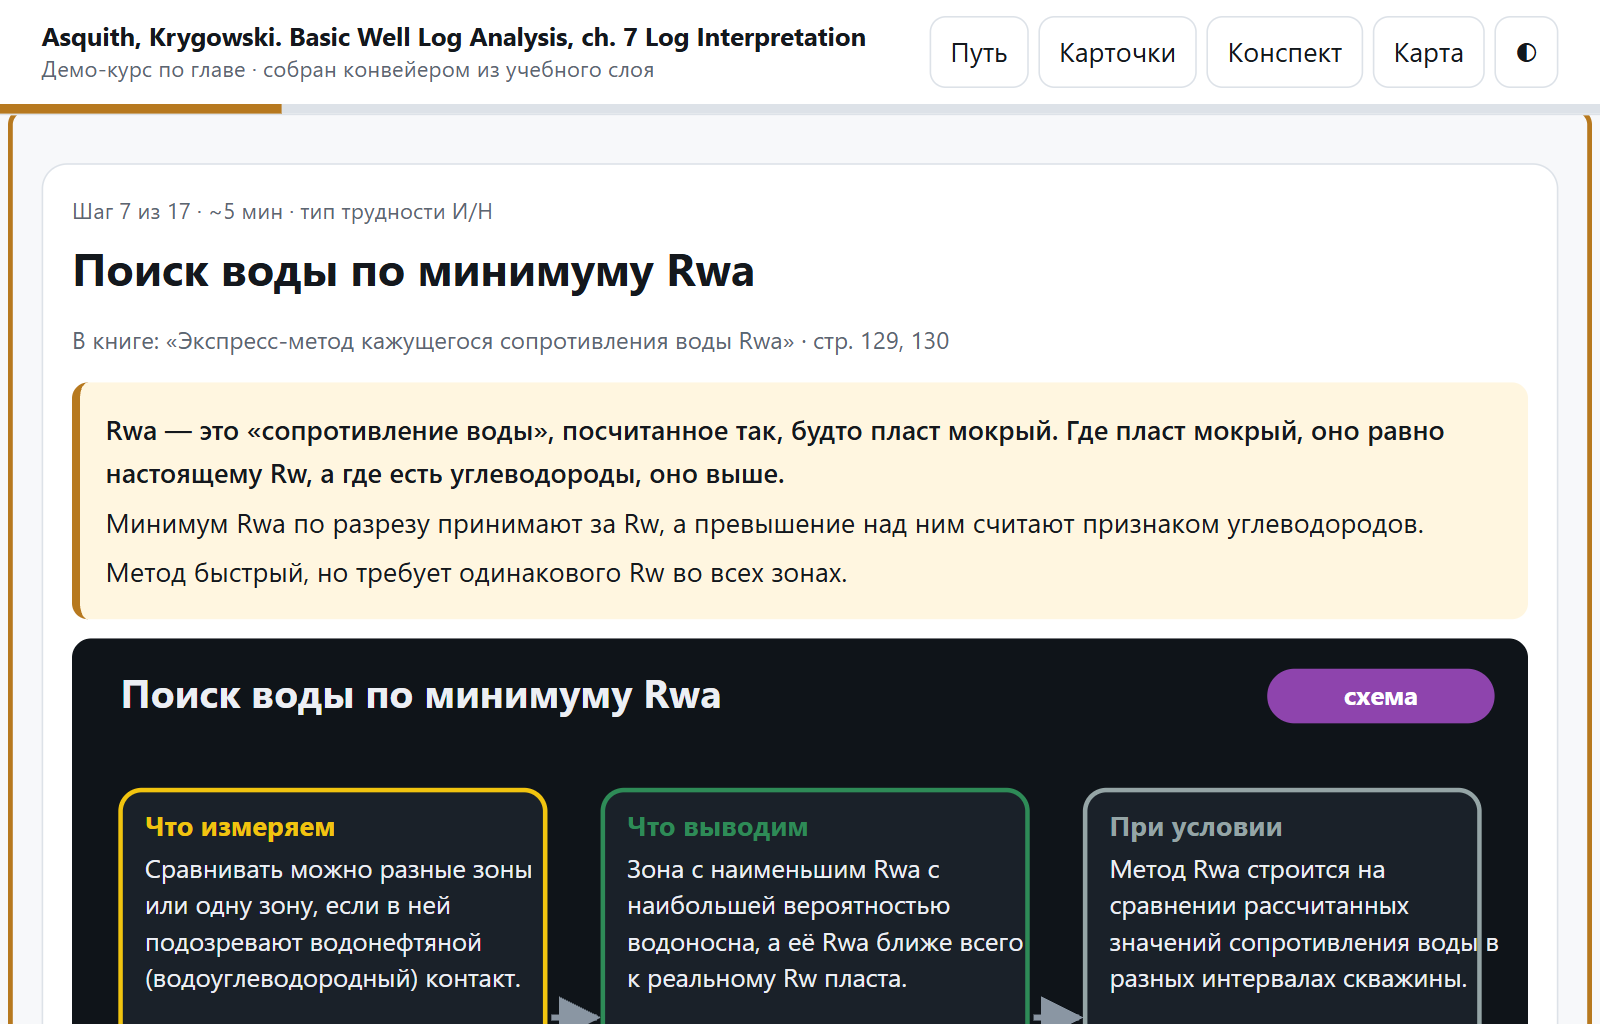 Asquith, Krygowski. Basic Well Log Analysis, ch. 7 Log Interpretation
Демо-курс по главе · собран конвейером из учебного слоя
Путь
Карточки
Конспект
Карта
Шаг 7 из 17 · ~5 мин · тип трудности И/Н
Поиск воды по минимуму Rwa
В книге: «Экспресс-метод кажущегося сопротивления воды Rwa» · стр. 129, 130
Rwa — это «сопротивление воды», посчитанное так, будто пласт мокрый. Где пласт мокрый, оно равно
настоящему Rw, а где есть углеводороды, оно выше.
Минимум Rwa по разрезу принимают за Rw, а превышение над ним считают признаком углеводородов.
Метод быстрый, но требует одинакового Rw во всех зонах.
Поиск воды по минимуму Rwa
схема
Что измеряем
Сравнивать можно разные зоны
или одну зону, если в ней
подозревают водонефтяной
(водоуглеводородный) контакт.
Что выводим
Зона с наименьшим Rwa с
наибольшей вероятностью
водоносна, а её Rwa ближе всего
к реальному Rw пласта.
При условии
Метод Rwa строится на
сравнении рассчитанных
значений сопротивления воды в
разных интервалах скважины.